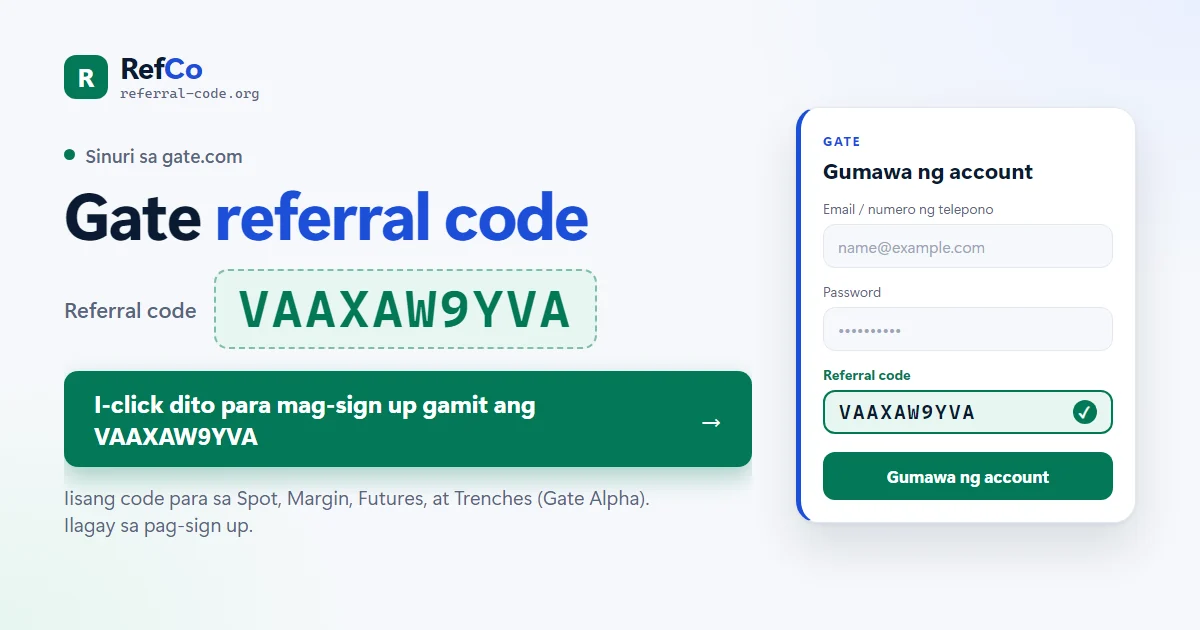 R
RefCo
referral-code.org
Sinuri sa gate.com
Gate referral code
Referral code
VAAXAW9YVA
I-click dito para mag-sign up gamit ang
VAAXAW9YVA
→
Iisang code para sa Spot, Margin, Futures, at Trenches (Gate Alpha).
Ilagay sa pag-sign up.
GATE
Gumawa ng account
Email / numero ng telepono
name@example.com
Password
••••••••••
Referral code
VAAXAW9YVA
✓
Gumawa ng account